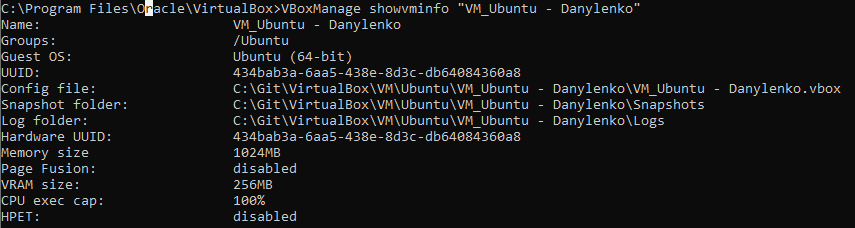 C:\Program Files\Oracle\VirtualBox>VBoxManage showvminfo "VM_Ubuntu - Danylenko"
Name: VM_Ubuntu - Danylenko
Groups: /Ubuntu
Guest OS: Ubuntu (64-bit)
UUID: 434bab3a-6aa5-438e-8d3c-db64084360a8
Config file: C:\Git\VirtualBox\VM\Ubuntu\VM_Ubuntu - Danylenko\VM_Ubuntu - Danylenko.vbox
Snapshot folder: C:\Git\VirtualBox\VM\Ubuntu\VM_Ubuntu - Danylenko\Snapshots
Log folder: C:\Git\VirtualBox\VM\Ubuntu\VM_Ubuntu - Danylenko\Logs
Hardware UUID: 434bab3a-6aa5-438e-8d3c-db64084360a8
Memory size 1024MB
Page Fusion: disabled
VRAM size: 256MB
CPU exec cap: 100%
HPET: disabled